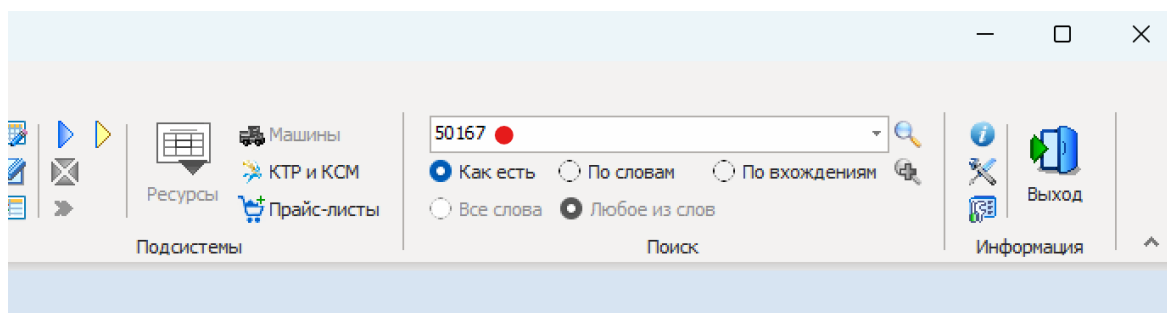 50167
Машины
Как есть По словам По вхождениям
КТР и КСМ
Ресурсы
Выход
Прайс-листы
Все слова Любое из слов
Подсистемы Поиск Информация